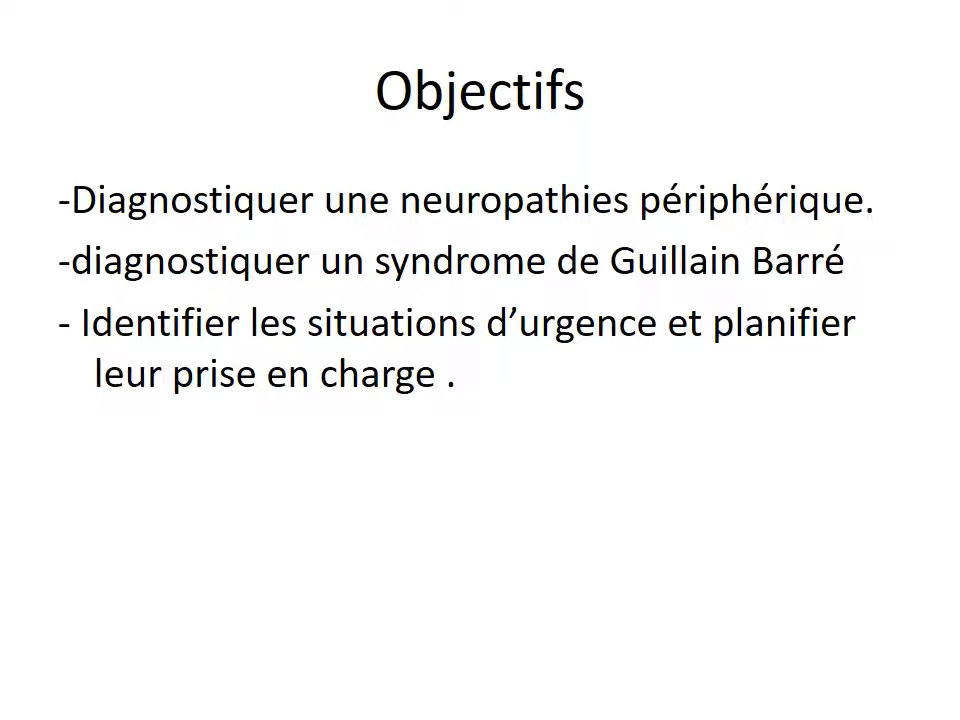 Objectifs
-Diagnostiquer une neuropathies périphérique.
-diagnostiquer un syndrome de Guillain Barré
- Identifier les situations d’urgence et planifier
leur prise en charge .